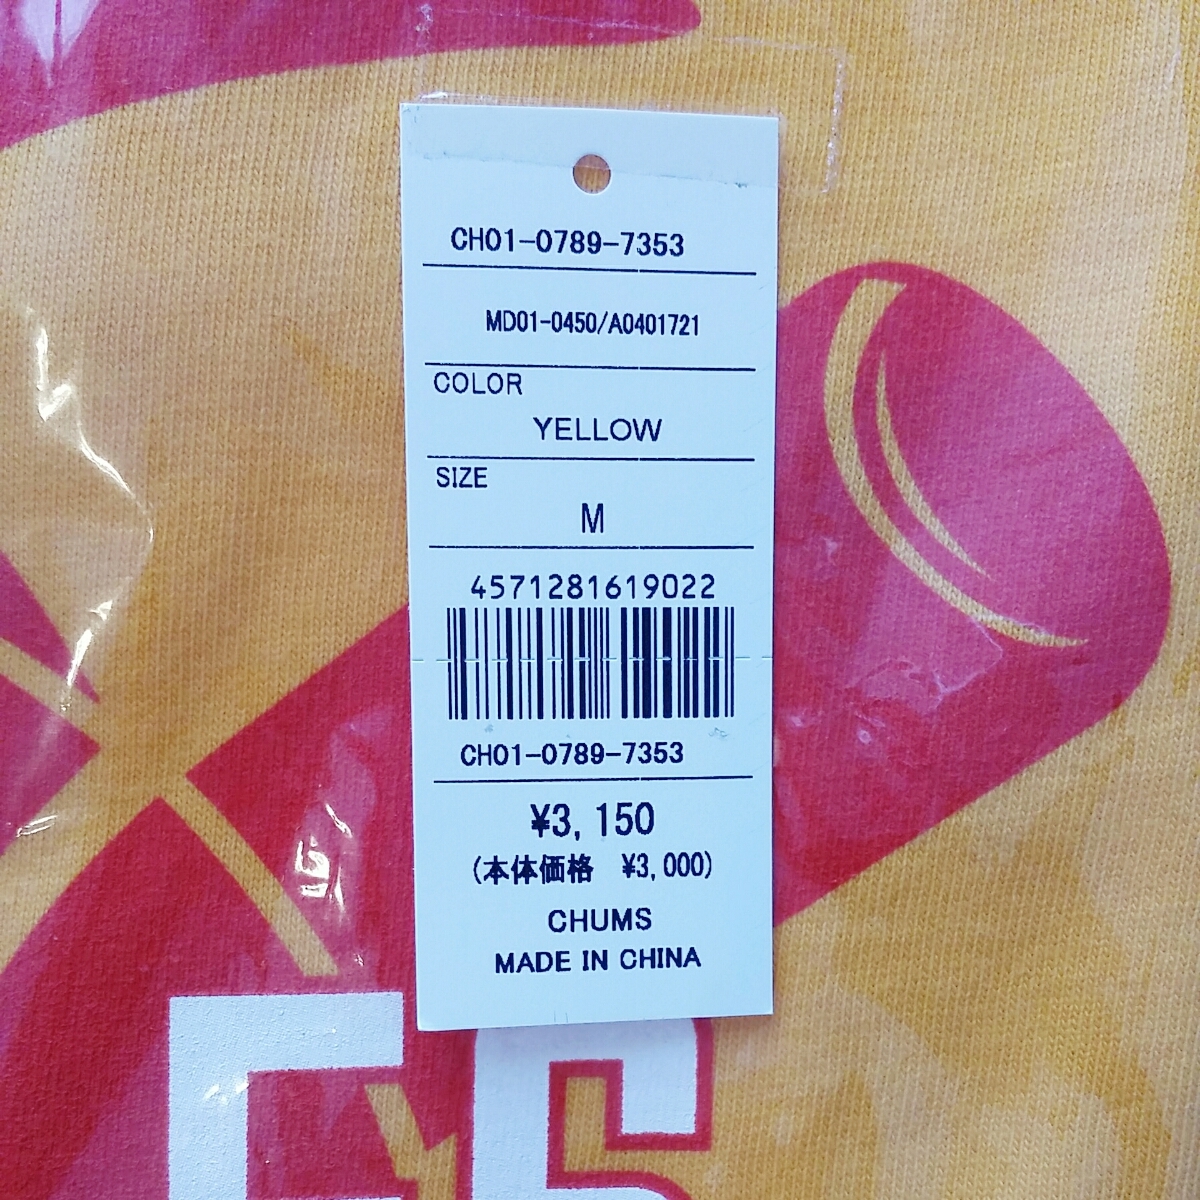 CH01-0789-7353
MD01-0450/A0401721
COLOR
YELLOW
SIZE
M
4571281619022
CH01-0789-7353
¥3,150
(本体価格 ¥3,000)
CHUMS
MADE IN CHINA